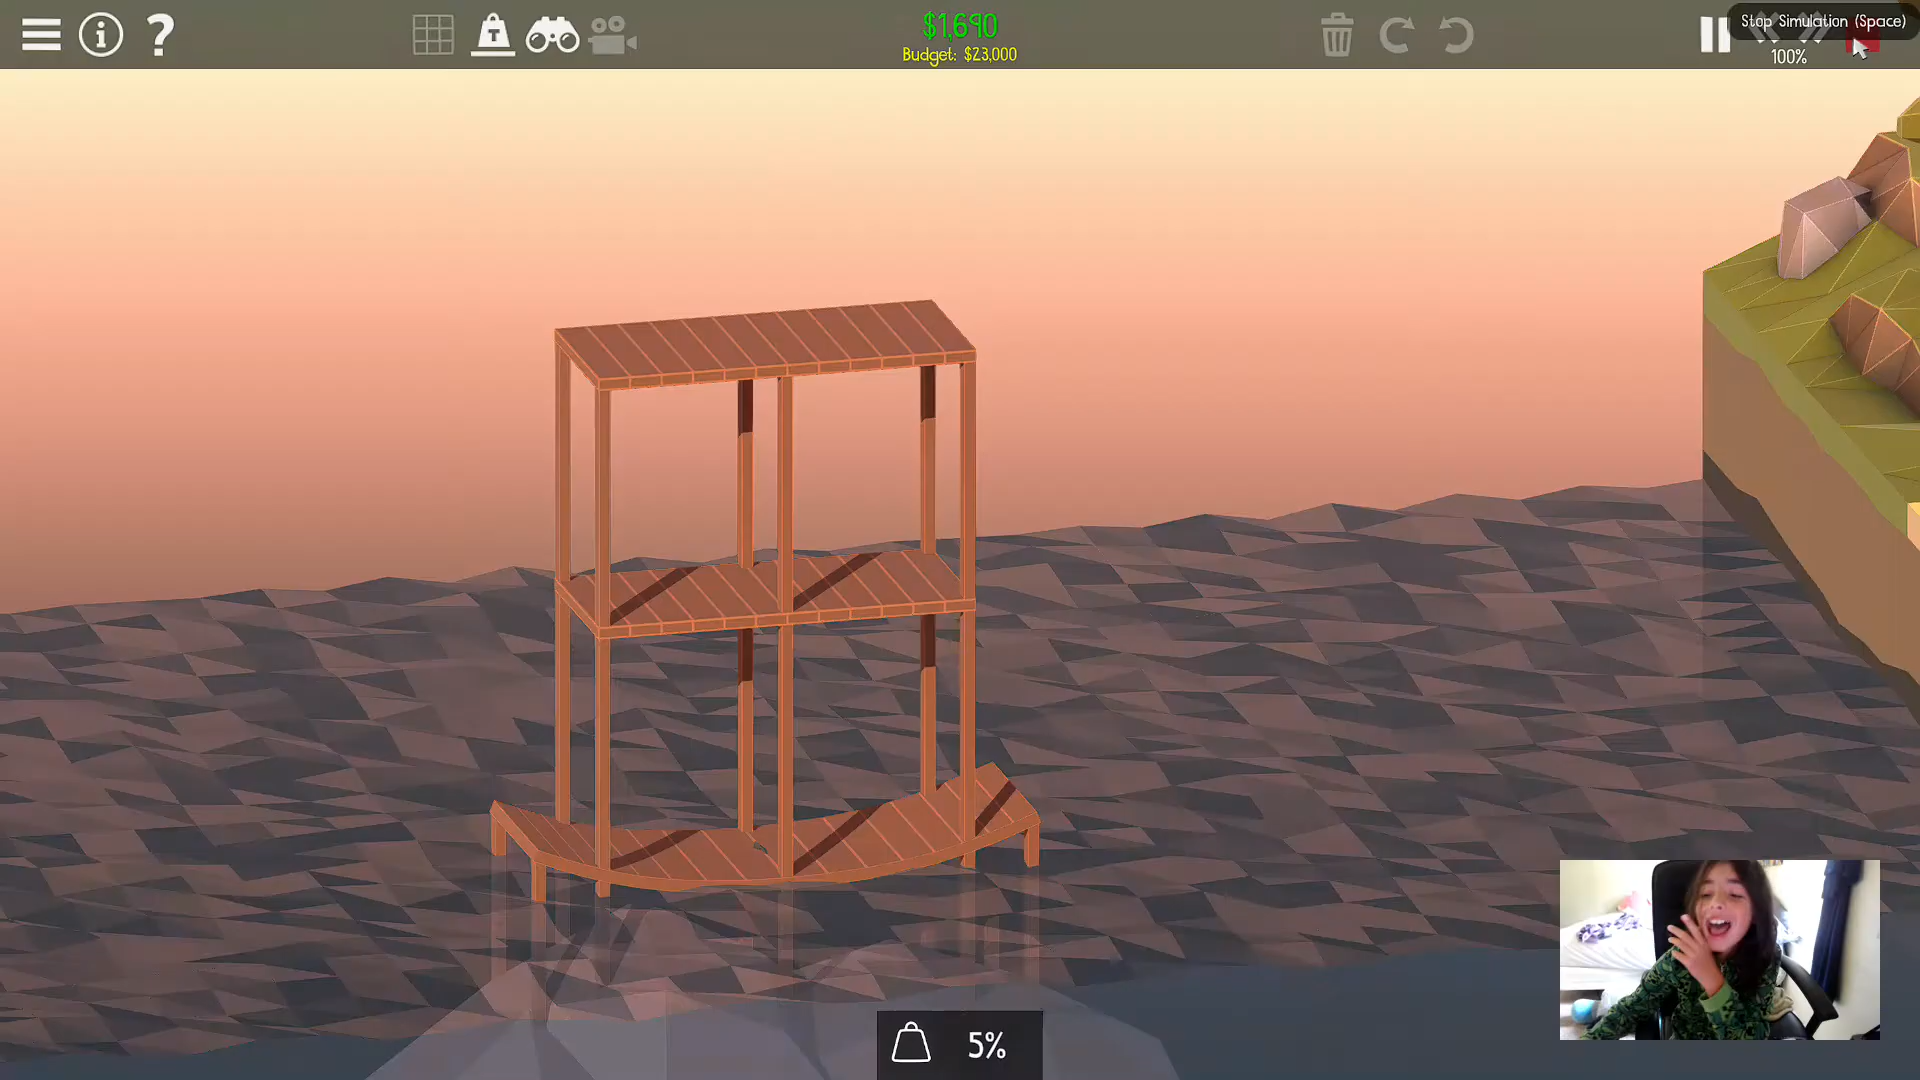 $1,690
Budget: $23,000
Stop Simulation (Space)
100%
5%